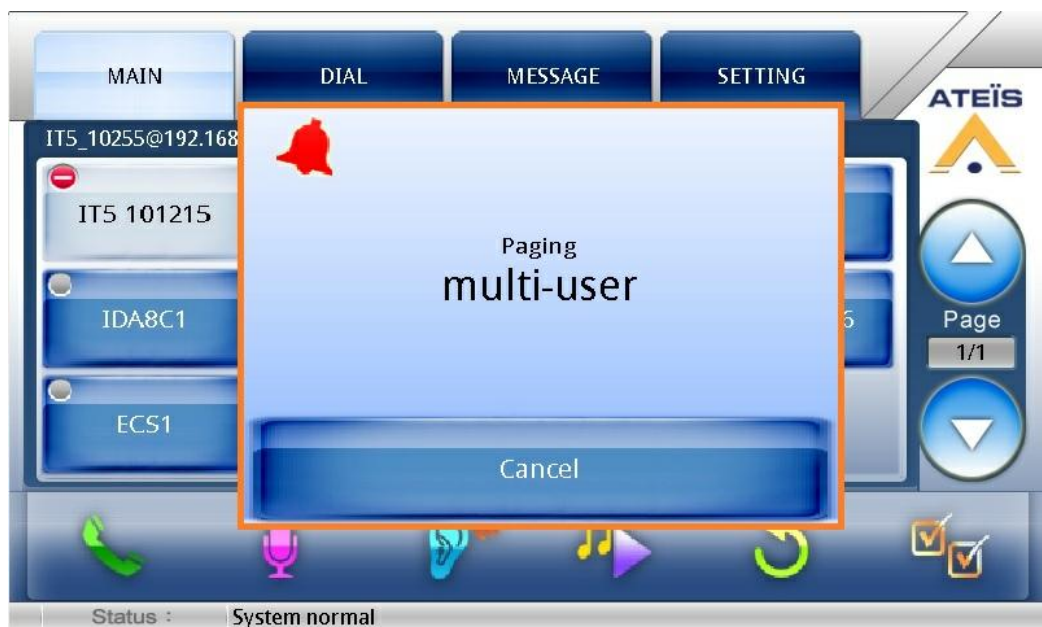 MAIN DIAL MESSAGE SETTING
ATEÏS
IT5_10255@192.168
IT5 101215
Paging
multi-user
IDA8C1
6
Page
1/1
ECS1
Cancel
Status : System normal